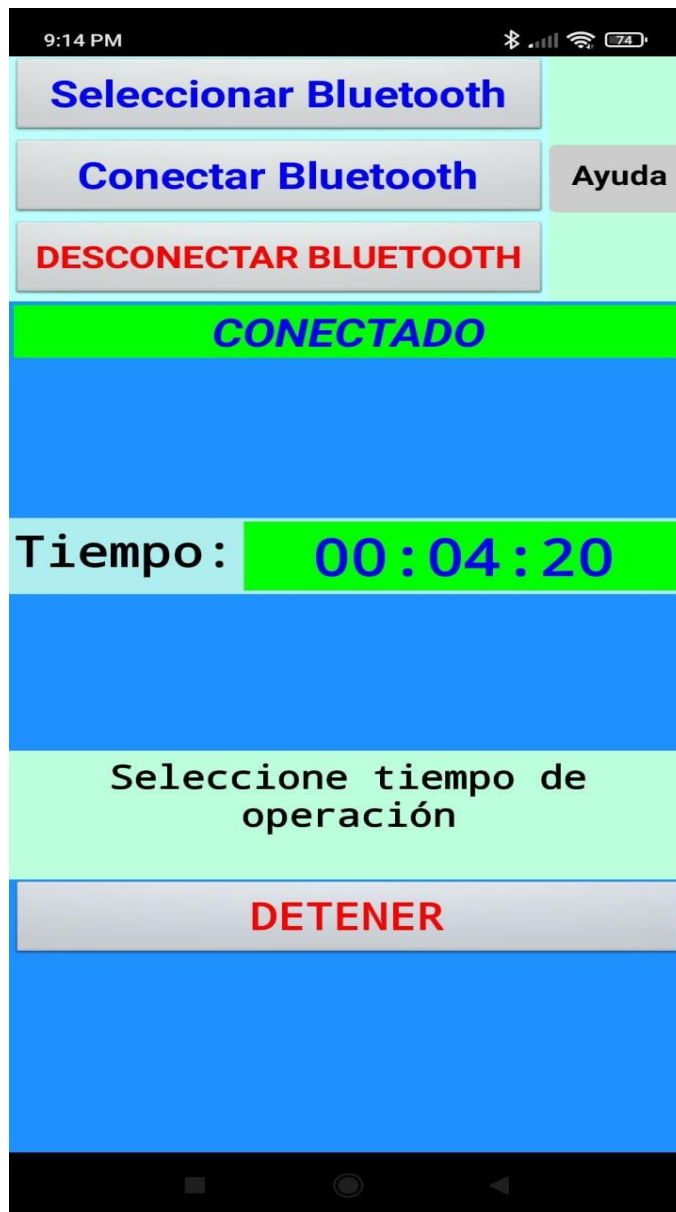 9:14 PM 74
Seleccionar Bluetooth
Conectar Bluetooth
Ayuda
DESCONECTAR BLUETOOTH
CONECTADO
Tiempo: 00:04:20
Seleccione tiempo de
operación
DETENER